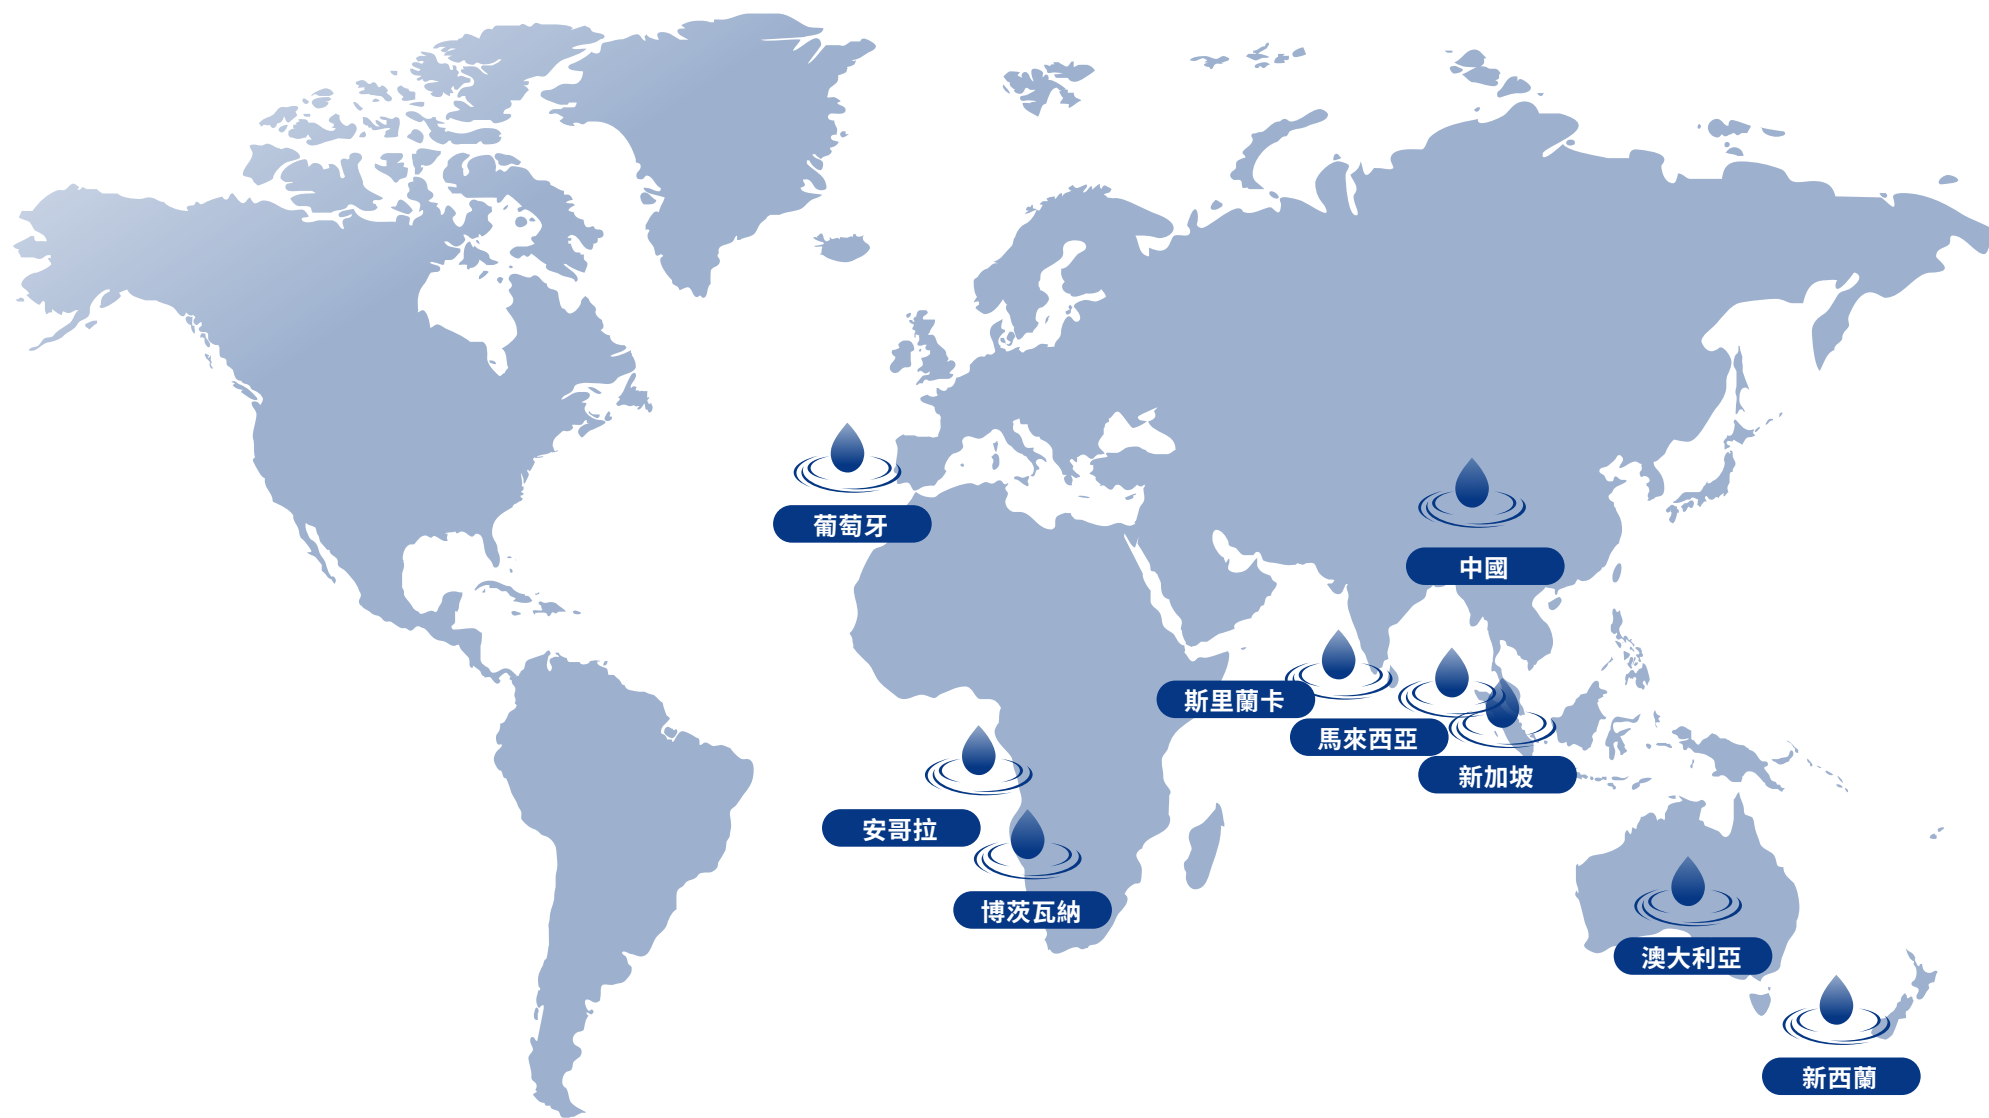 葡萄牙
中國
斯里蘭卡
馬來西亞
新加坡
安哥拉
博茨瓦納
澳大利亞
新西蘭